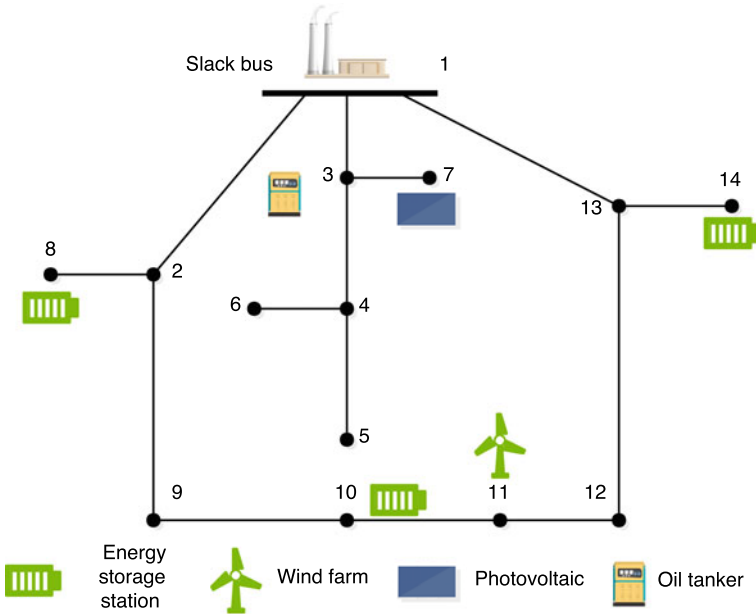 Slack bus
1
3
7
14
13
8
2
6
4
5
9
10
11
12
Energy
storage
station
Wind farm
Photovoltaic
Oil tanker